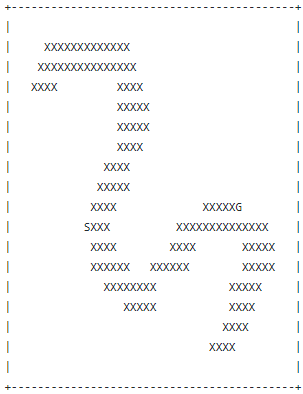 +-------------------------------------------+
|                                           |
|     XXXXXXXXXXXXX                         |
|    XXXXXXXXXXXXXXX                        |
|   XXXX         XXXX                       |
|                XXXXX                      |
|                XXXXX                      |
|                XXXX                       |
|              XXXX                         |
|             XXXXX                         |
|            XXXX             XXXXXG        |
|           SXXX          XXXXXXXXXXXXXX    |
|            XXXX        XXXX       XXXXX   |
|            XXXXXX   XXXXXX        XXXXX   |
|              XXXXXXXX           XXXXX     |
|                 XXXXX           XXXX      |
|                                XXXX       |
|                              XXXX         |
|                                           |
+-------------------------------------------+